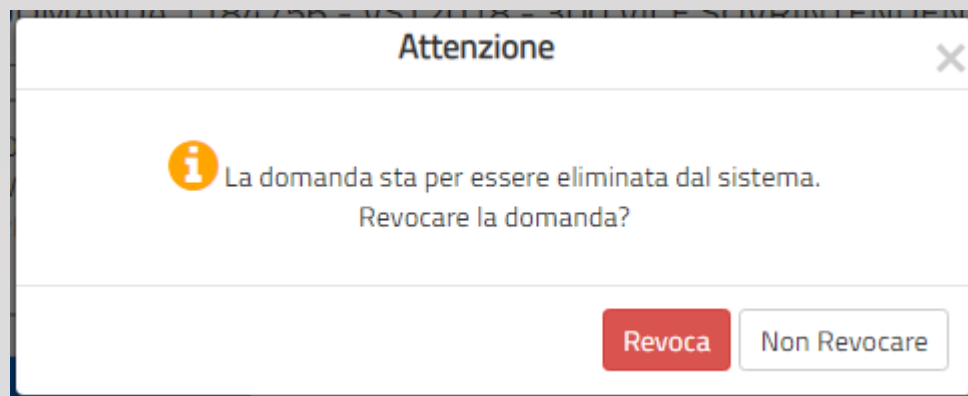 Attenzione
La domanda sta per essere eliminata dal sistema.
Revocare la domanda?
Revoca
Non Revocare